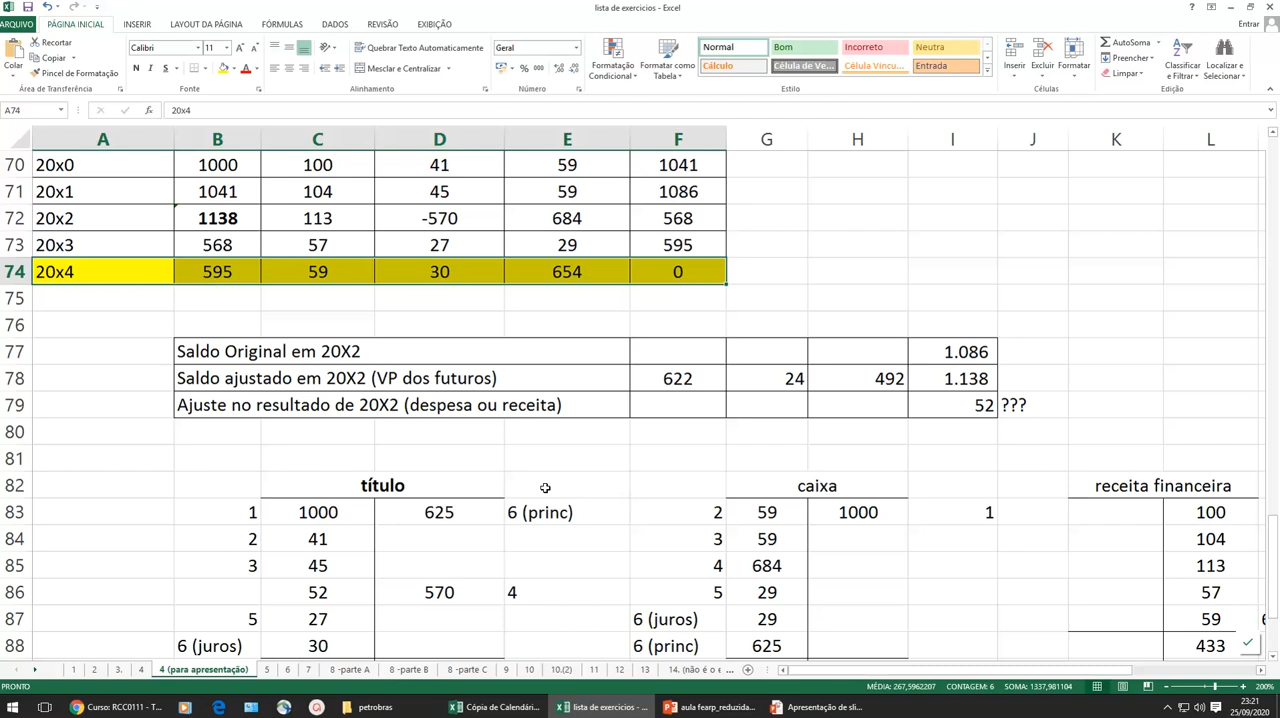 lista de exercicios - Excel
ARQUIVO PÁGINA INICIAL INSERIR LAYOUT DA PÁGINA FÓRMULAS DADOS REVISÃO EXIBIÇÃO Entrar
Colar Recortar Copiar Pincel de Formatação
Calibri 11 N I S
Quebrar Texto Automaticamente
Mesclar e Centralizar
Geral
% 000
Formatação Condicional Formatar como Tabela
Normal Bom Incorreto Neutra
Cálculo Célula de Ve... Célula Vincu... Entrada
Inserir Excluir Formatar
AutoSoma Preencher Limpar
Classificar e Filtrar Localizar e Selecionar
Área de Transferência Fonte Alinhamento Número Estilo Células Edição
A74 fx 20x4
A B C D E F G H I J K L
70 20x0 1000 100 41 59 1041
71 20x1 1041 104 45 59 1086
72 20x2 1138 113 -570 684 568
73 20x3 568 57 27 29 595
74 20x4 595 59 30 654 0
75
76
77 Saldo Original em 20X2 1.086
78 Saldo ajustado em 20X2 (VP dos futuros) 622 24 492 1.138
79 Ajuste no resultado de 20X2 (despesa ou receita) 52 ???
80
81
82 título caixa receita financeira
83 1 1000 625 6 (princ) 2 59 1000 1 100
84 2 41 3 59 104
85 3 45 4 684 113
86 52 570 4 5 29 57
87 5 27 6 (juros) 29 59
88 6 (juros) 30 6 (princ) 625 433
1 2 3. 4 4 (para apresentação) 5 6 7 8 -parte A 8 -parte B 8 -parte C 9 10 10.(2) 11 12 13 14. (não é o e ...
PRONTO MÉDIA: 267,5962207 CONTAGEM: 6 SOMA: 1337,981104 200%
Curso: RCC0111 - T... petrobras Cópia de Calendári... lista de exercicios - ... aula fearp_reduzida... Apresentação de sli...
23:21
25/09/2020